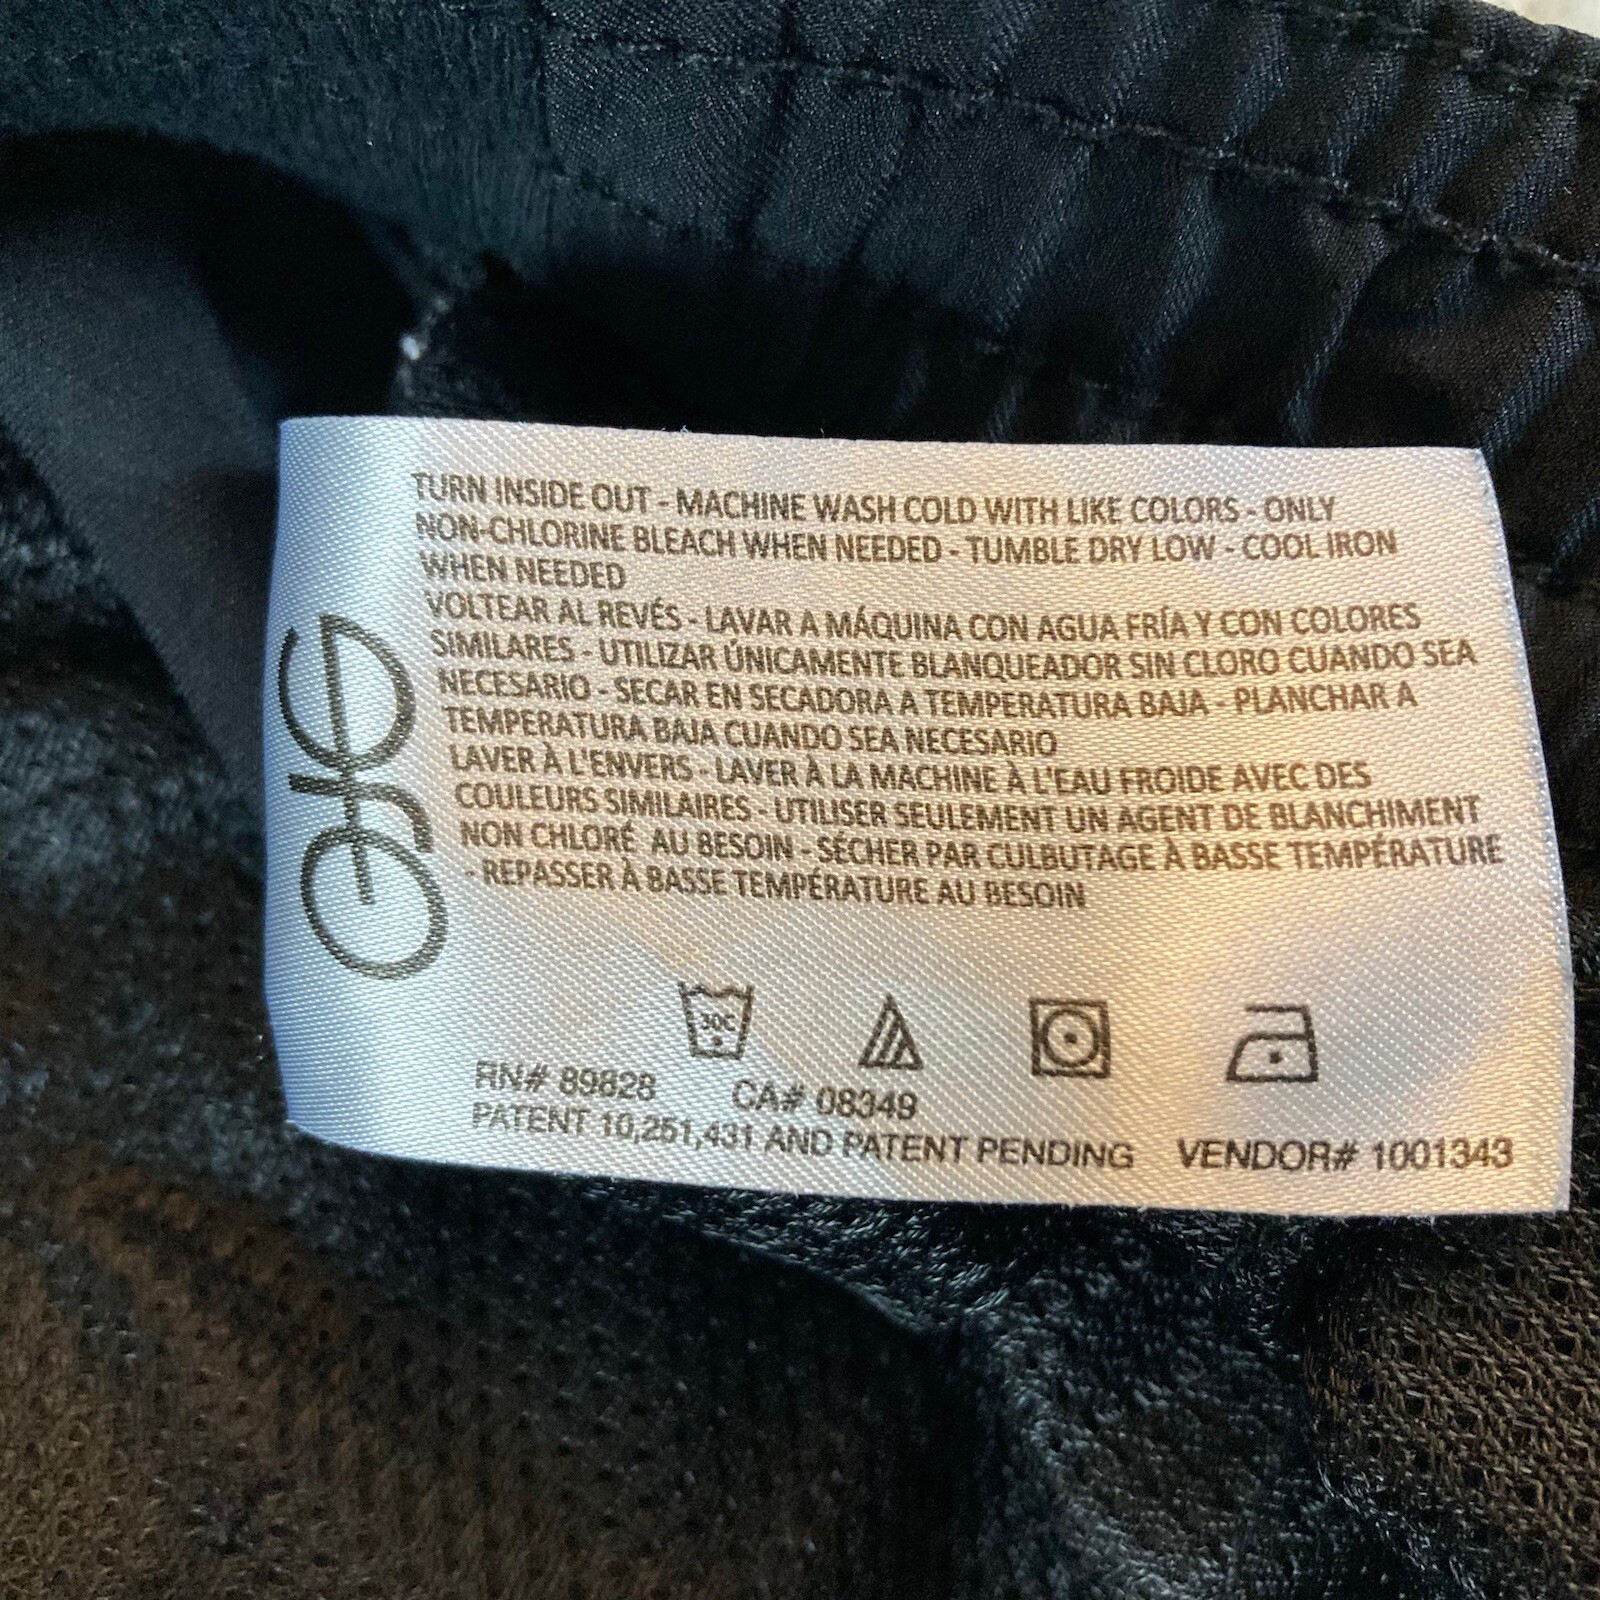 TURN INSIDE OUT - MACHINE WASH COLD WITH LIKE COLORS - ONLY
NON-CHLORINE BLEACH WHEN NEEDED - TUMBLE DRY LOW - COOL IRON
WHEN NEEDED
VOLTEAR AL REVÉS - LAVAR A MÁQUINA CON AGUA FRÍA Y CON COLORES
SIMILARES - UTILIZAR ÚNICAMENTE BLANQUEADOR SIN CLORO CUANDO SEA
NECESARIO - SECAR EN SECADORA A TEMPERATURA BAJA - PLANCHAR A
TEMPERATURA BAJA CUANDO SEA NECESARIO
LAVER À L'ENVERS - LAVER À LA MACHINE À L'EAU FROIDE AVEC DES
COULEURS SIMILAIRES - UTILISER SEULEMENT UN AGENT DE BLANCHIMENT
NON CHLORÉ AU BESOIN - SÉCHER PAR CULBUTAGE À BASSE TEMPÉRATURE
- REPASSER À BASSE TEMPÉRATURE AU BESOIN
30C
RN# 89828 CA# 08349
PATENT 10,251,431 AND PATENT PENDING VENDOR# 1001343